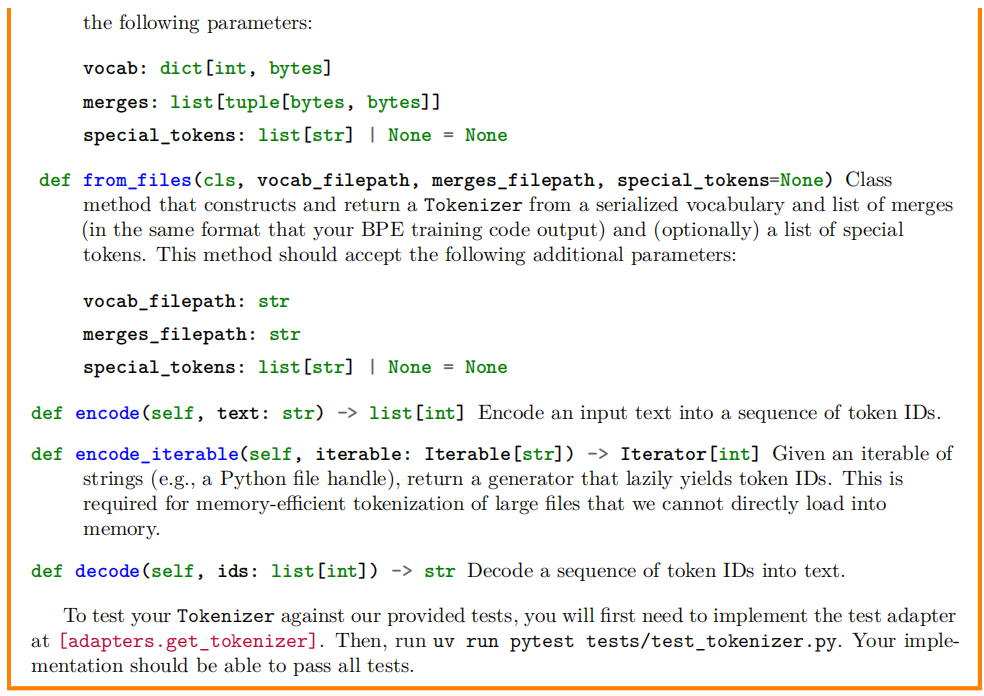 the following parameters:
vocab: dict[int, bytes]
merges: list[tuple[bytes, bytes]]
special_tokens: list[str] | None = None
def from_files(cls, vocab_filepath, merges_filepath, special_tokens=None) Class
method that constructs and return a Tokenizer from a serialized vocabulary and list of merges
(in the same format that your BPE training code output) and (optionally) a list of special
tokens. This method should accept the following additional parameters:
vocab_filepath: str
merges_filepath: str
special_tokens: list[str] | None = None
def encode(self, text: str) -> list[int] Encode an input text into a sequence of token IDs.
def encode_iterable(self, iterable: Iterable[str]) -> Iterator[int] Given an iterable of
strings (e.g., a Python file handle), return a generator that lazily yields token IDs. This is
required for memory-efficient tokenization of large files that we cannot directly load into
memory.
def decode(self, ids: list[int]) -> str Decode a sequence of token IDs into text.
To test your Tokenizer against our provided tests, you will first need to implement the test adapter
at [adapters.get_tokenizer]. Then, run uv run pytest tests/test_tokenizer.py. Your imple-
mentation should be able to pass all tests.